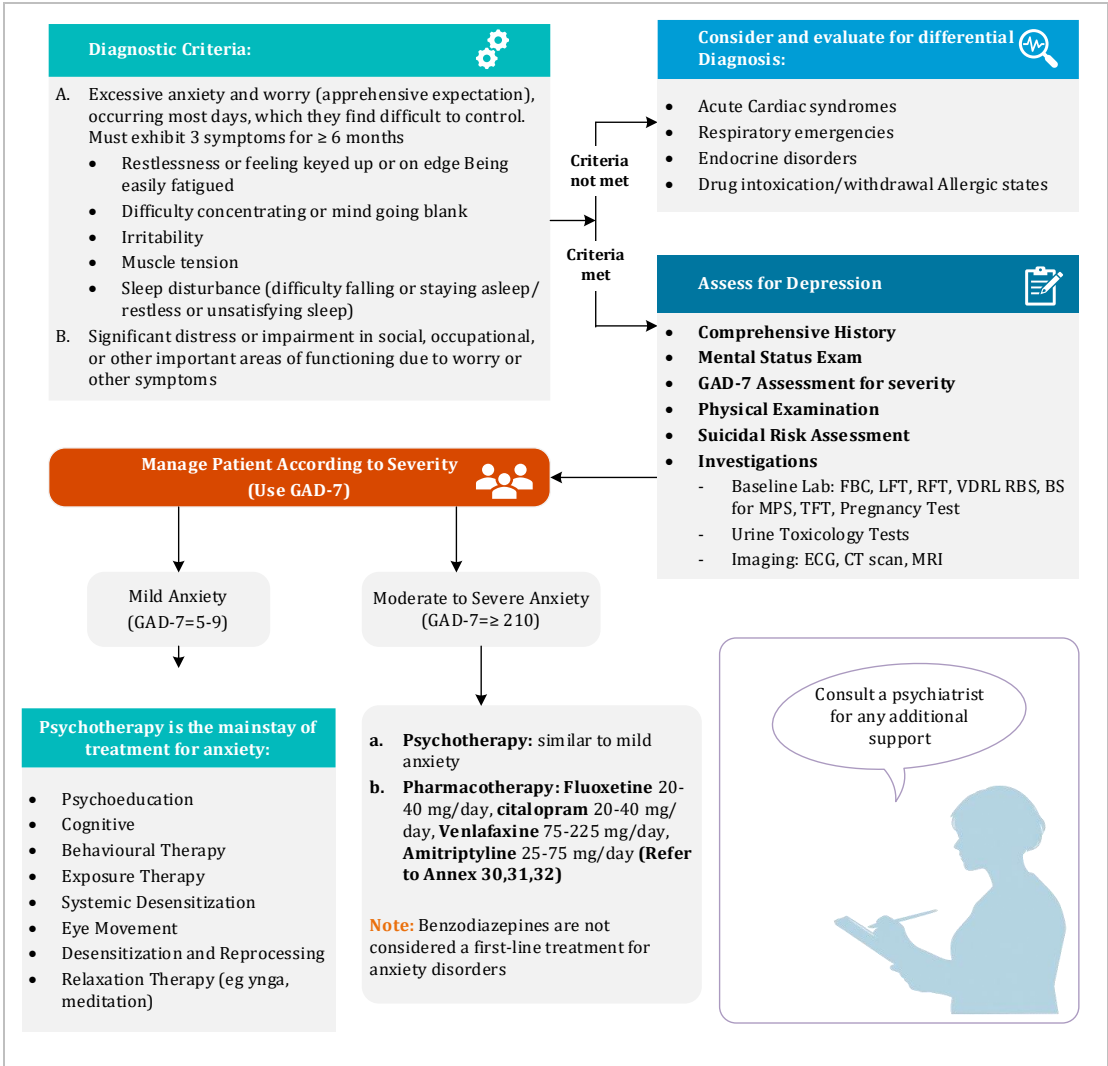 Diagnostic Criteria:
A. Excessive anxiety and worry (apprehensive expectation),
occurring most days, which they find difficult to control.
Must exhibit 3 symptoms for ≥ 6 months
• Restlessness or feeling keyed up or on edge Being
easily fatigued
• Difficulty concentrating or mind going blank
• Irritability
• Muscle tension
• Sleep disturbance (difficulty falling or staying asleep/
restless or unsatisfying sleep)
B. Significant distress or impairment in social, occupational,
or other important areas of functioning due to worry or
other symptoms
Criteria
not met
Criteria
met
Consider and evaluate for differential
Diagnosis:
• Acute Cardiac syndromes
• Respiratory emergencies
• Endocrine disorders
• Drug intoxication/withdrawal Allergic states
Assess for Depression
• Comprehensive History
• Mental Status Exam
• GAD-7 Assessment for severity
• Physical Examination
• Suicidal Risk Assessment
• Investigations
- Baseline Lab: FBC, LFT, RFT, VDRL RBS, BS
for MPS, TFT, Pregnancy Test
- Urine Toxicology Tests
- Imaging: ECG, CT scan, MRI
Manage Patient According to Severity
(Use GAD-7)
Mild Anxiety
(GAD-7=5-9)
Moderate to Severe Anxiety
(GAD-7=≥ 210)
Psychotherapy is the mainstay of
treatment for anxiety:
• Psychoeducation
• Cognitive
• Behavioural Therapy
• Exposure Therapy
• Systemic Desensitization
• Eye Movement
• Desensitization and Reprocessing
• Relaxation Therapy (eg ynga,
meditation)
a. Psychotherapy: similar to mild
anxiety
b. Pharmacotherapy: Fluoxetine 20-
40 mg/day, citalopram 20-40 mg/
day, Venlafaxine 75-225 mg/day,
Amitriptyline 25-75 mg/day (Refer
to Annex 30,31,32)
Note: Benzodiazepines are not
considered a first-line treatment for
anxiety disorders
Consult a psychiatrist
for any additional
support